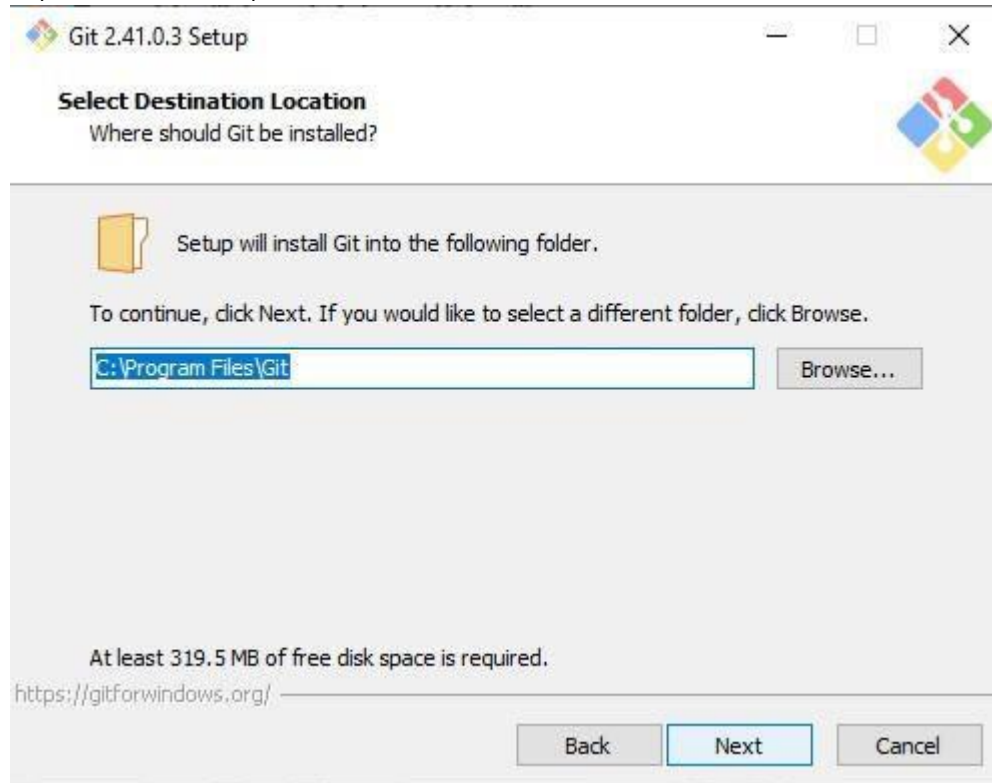 Git 2.41.0.3 Setup
Select Destination Location
Where should Git be installed?
Setup will install Git into the following folder.
To continue, click Next. If you would like to select a different folder, click Browse.
C:\Program Files\Git
Browse...
At least 319.5 MB of free disk space is required.
https://gitforwindows.org/
Back
Next
Cancel